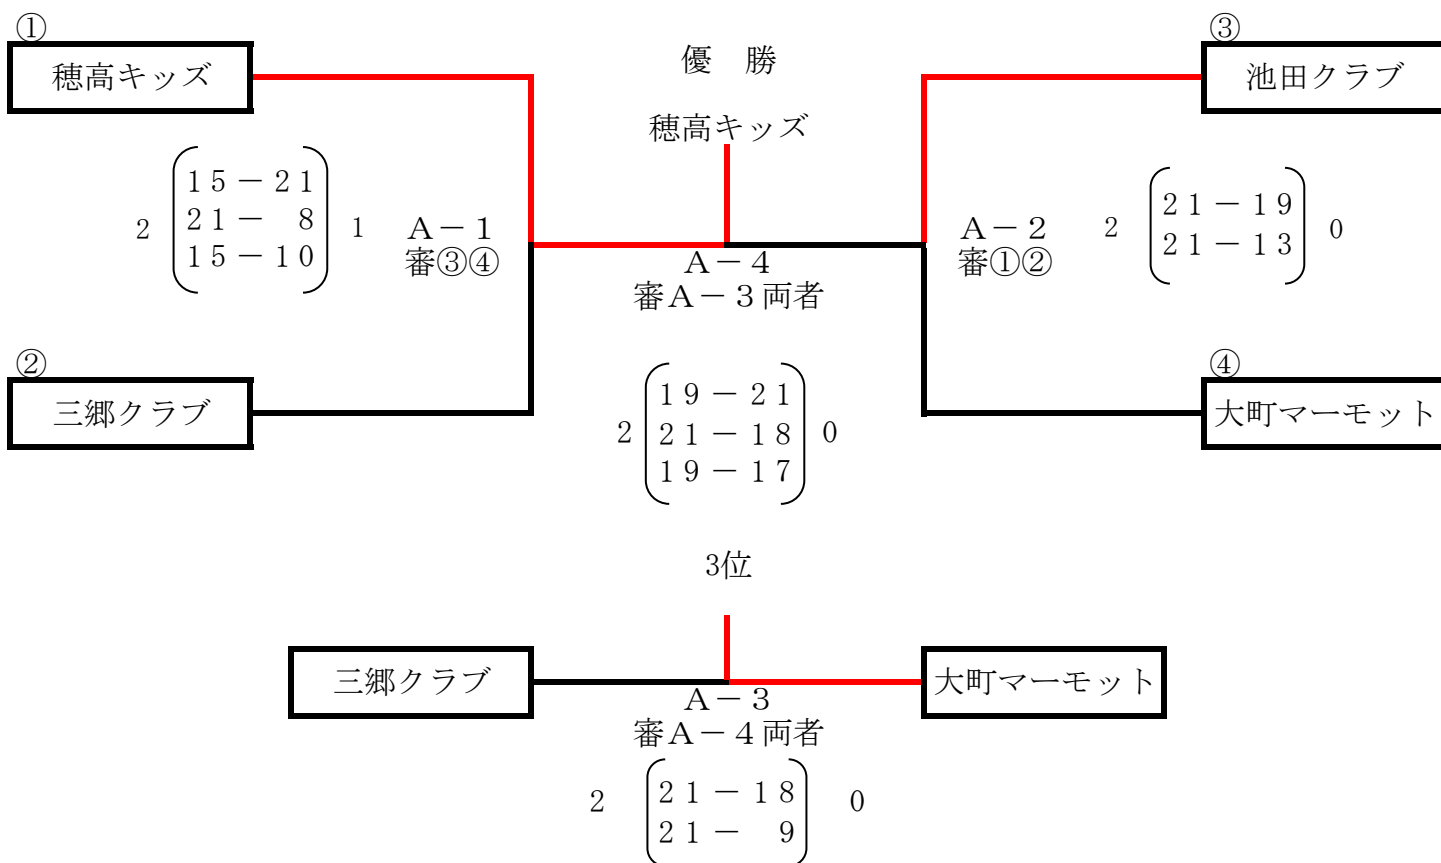 ①
穂高キッズ
優　勝
穂高キッズ
③
池田クラブ
2
15－21
21－　8
15－10
1
Ａ－1
審③④
Ａ－4
審Ａ－3両者
Ａ－2
審①②
2
21－19
21－13
0
②
三郷クラブ
④
大町マーモット
2
19－21
21－18
19－17
0
3位
三郷クラブ
大町マーモット
Ａ－3
審Ａ－4両者
2
21－18
21－　9
0